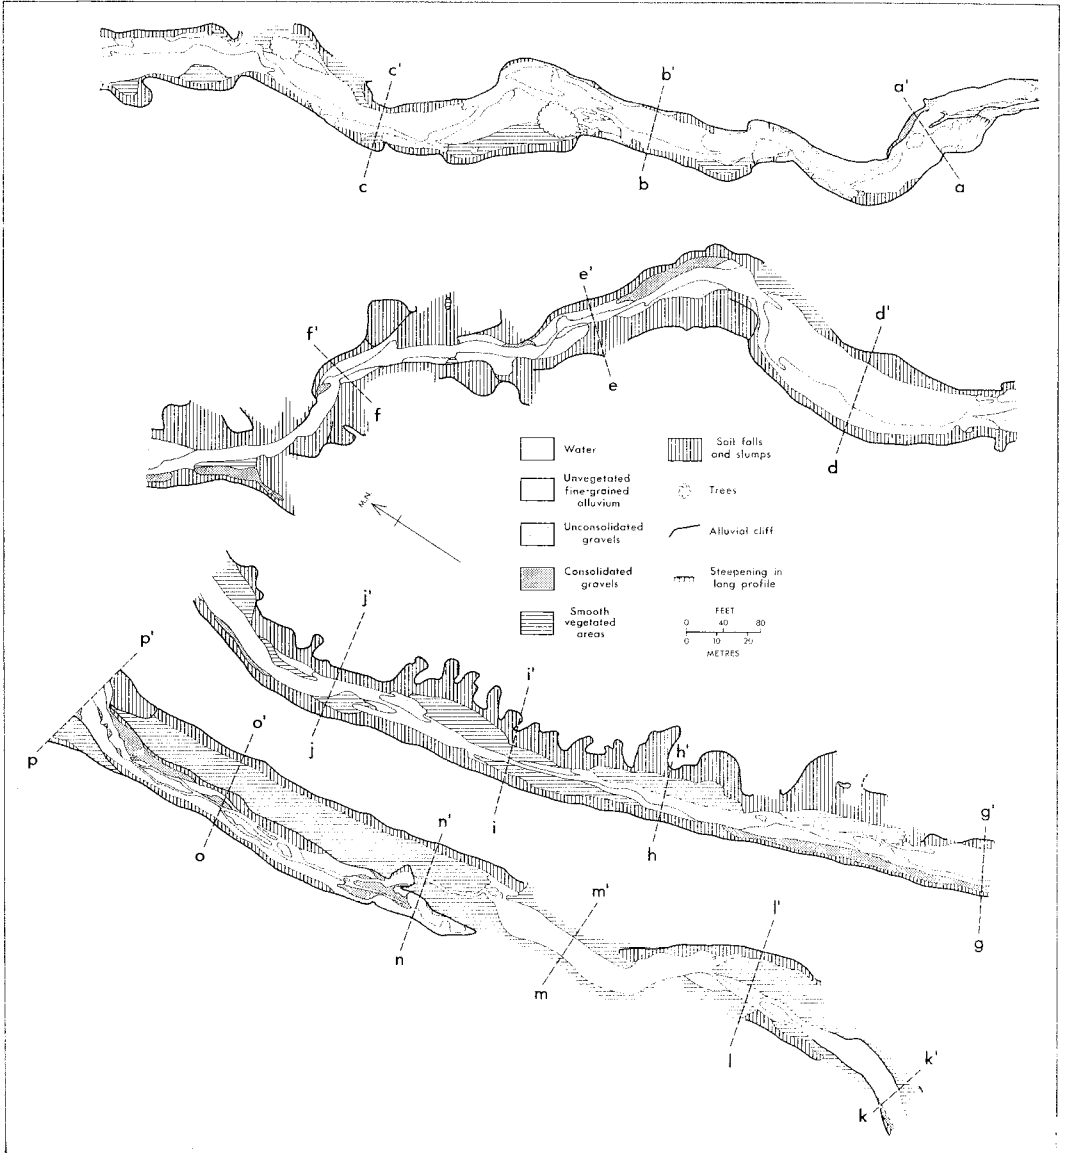 c'
b'
a'
c
b
a
e'
d'
f'
e
f
d
Water
Unvegetated
fine-grained
alluvium
Unconsolidated
gravels
Consolidated
gravels
Smooth
vegetated
areas
Soil falls
and slumps
Trees
Alluvial cliff
Steepening in
long profile
FEET
0 40 80
0 10 20
METRES
M.N.
j'
p'
i'
o'
h'
j
p
g'
i
n'
h
o
m'
l'
g
n
m
l
k'
k